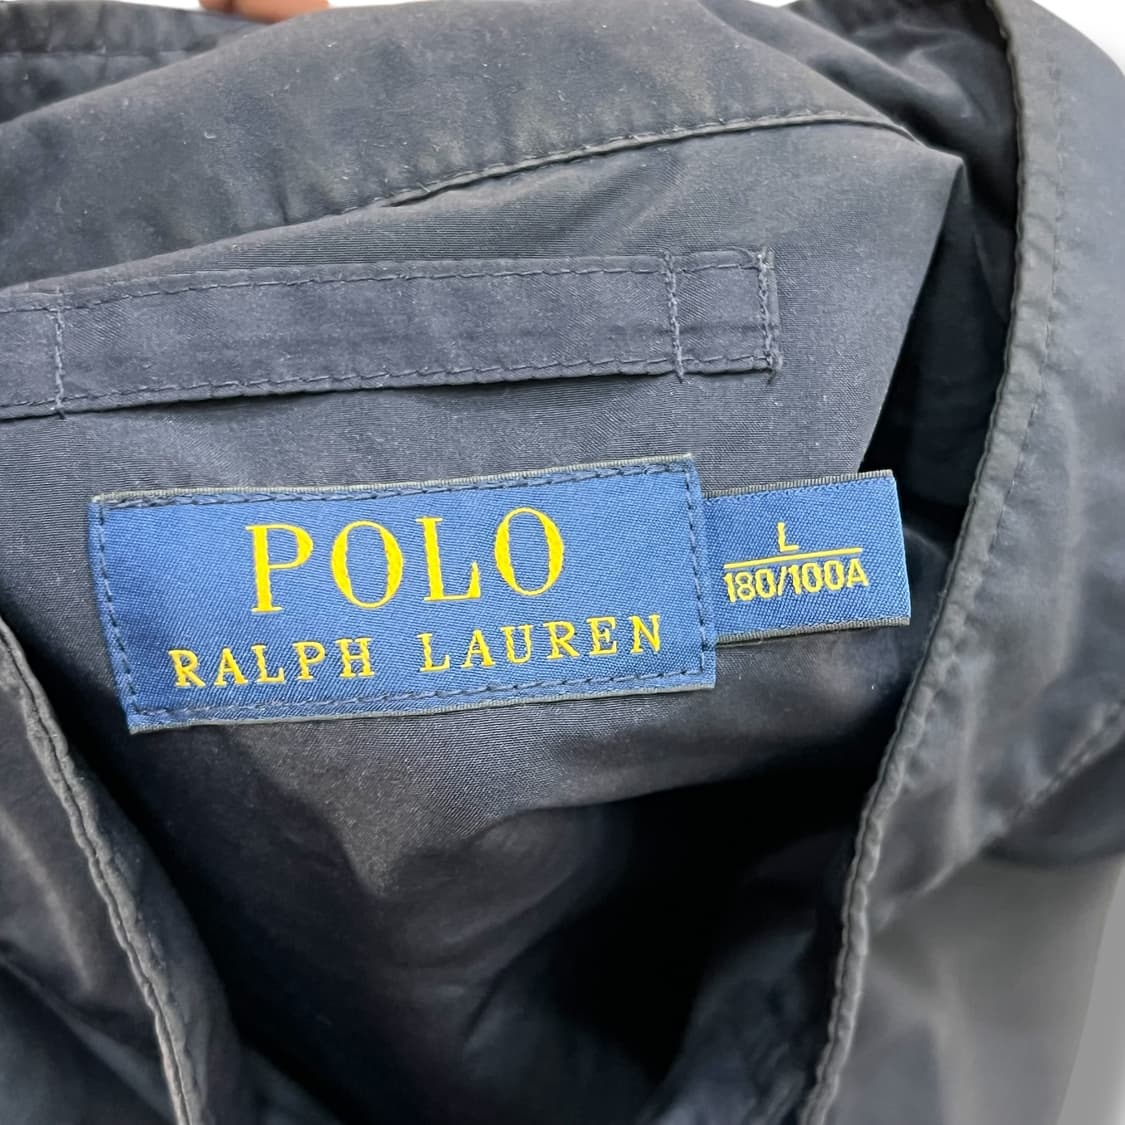 POLO
RALPH LAUREN
L
180/100A